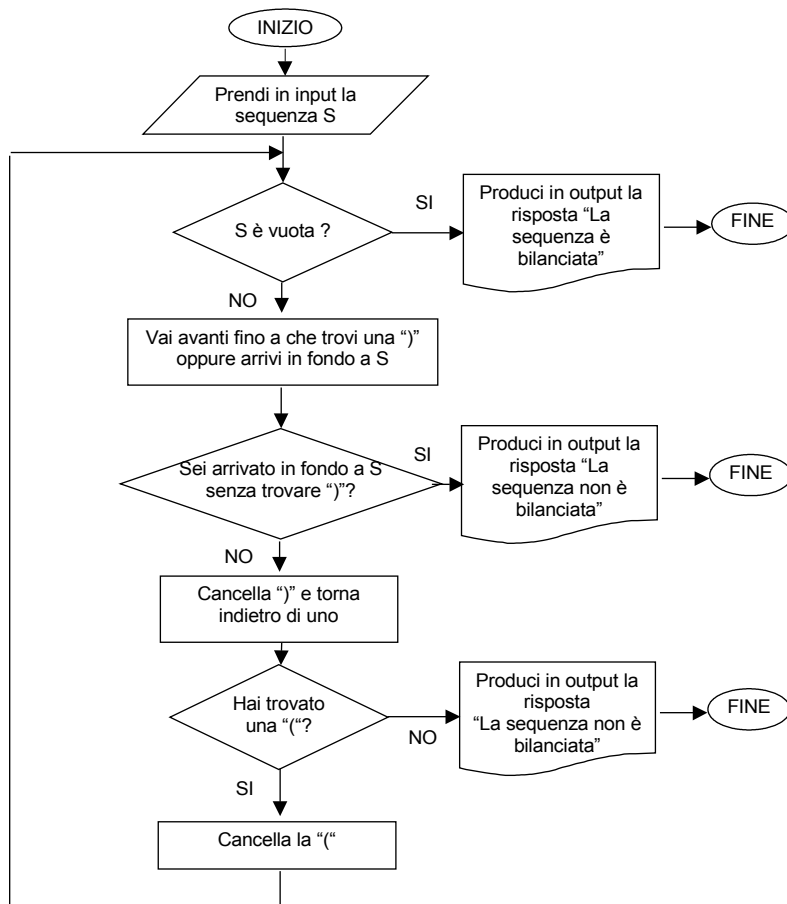 INIZIO
Prendi in input la
sequenza S
S è vuota ?
SI
Produci in output la
risposta “La
sequenza è
bilanciata”
FINE
NO
Vai avanti fino a che trovi una “)”
oppure arrivi in fondo a S
Sei arrivato in fondo a S
senza trovare “)”?
SI
Produci in output la
risposta “La
sequenza non è
bilanciata”
FINE
NO
Cancella “)” e torna
indietro di uno
Hai trovato
una “(“?
NO
Produci in output la
risposta
“La sequenza non è
bilanciata”
FINE
SI
Cancella la “(“